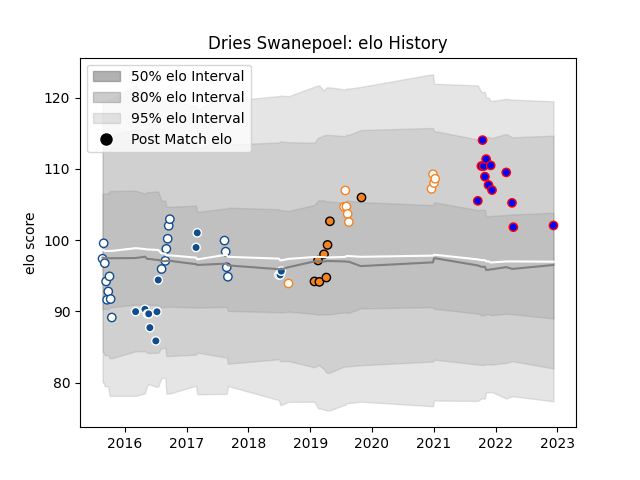 Dries Swanepoel: elo History
50% elo Interval
80% elo Interval
95% elo Interval
Post Match elo
elo score
120
110
100
90
80
2016 2017 2018 2019 2020 2021 2022 2023